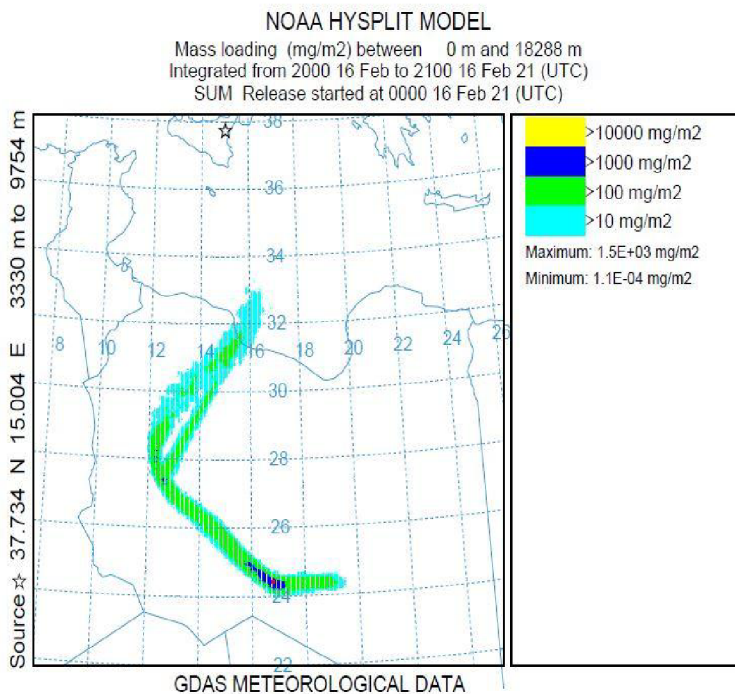 NOAA HYSPLIT MODEL
Mass loading (mg/m2) between 0 m and 18288 m
Integrated from 2000 16 Feb to 2100 16 Feb 21 (UTC)
SUM Release started at 0000 16 Feb 21 (UTC)
Source ☆ 37.734 N 15.004 E 3330 m to 9754 m
38
36
34
32
8 10 12 14 16 18 20 22 24 26
30
28
26
24
22
>10000 mg/m2
>1000 mg/m2
>100 mg/m2
>10 mg/m2
Maximum: 1.5E+03 mg/m2
Minimum: 1.1E-04 mg/m2
GDAS METEOROLOGICAL DATA